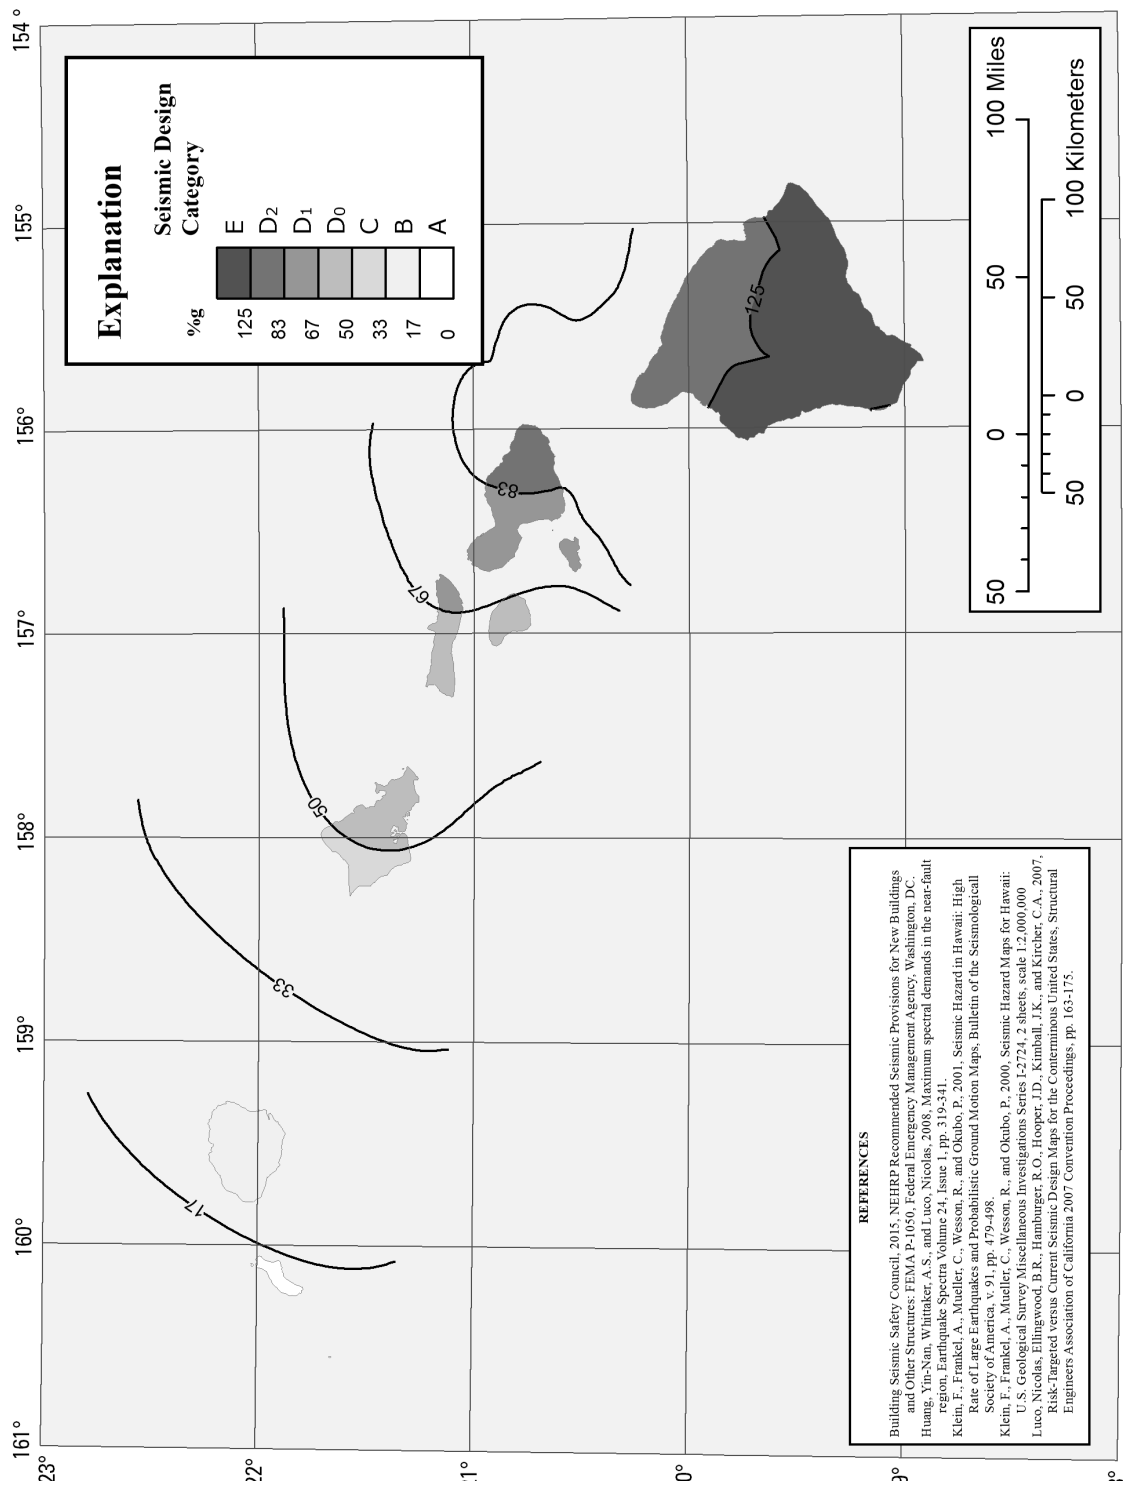 154°
155°
156°
157°
158°
159°
160°
161°
23°
22°
21°
0°
9°
8°
Explanation
Seismic Design
Category
%g
125
E
83
D2
67
D1
50
D0
33
C
17
B
0
A
17
33
50
67
83
125
50 0 50 100 Miles
50 0 50 100 Kilometers
REFERENCES
Building Seismic Safety Council, 2015, NEHRP Recommended Seismic Provisions for New Buildings
and Other Structures: FEMA P-1050, Federal Emergency Management Agency, Washington, DC.
Huang, Yin-Nan, Whittaker, A.S., and Luco, Nicolas, 2008, Maximum spectral demands in the near-fault
region, Earthquake Spectra Volume 24, Issue 1, pp. 319-341.
Klein, F., Frankel, A., Mueller, C., Wesson, R., and Okubo, P., 2001, Seismic Hazard in Hawaii: High
Rate of Large Earthquakes and Probabilistic Ground Motion Maps, Bulletin of the Seismologicall
Society of America, v. 91, pp. 479-498.
Klein, F., Frankel, A., Mueller, C., Wesson, R., and Okubo, P., 2000, Seismic Hazard Maps for Hawaii:
U.S. Geological Survey Miscellaneous Investigations Series I-2724, 2 sheets, scale 1:2,000,000
Luco, Nicolas, Ellingwood, B.R., Hamburger, R.O., Hooper, J.D., Kimball, J.K., and Kircher, C.A., 2007,
Risk-Targeted versus Current Seismic Design Maps for the Conterminous United States, Structural
Engineers Association of California 2007 Convention Proceedings, pp. 163-175.